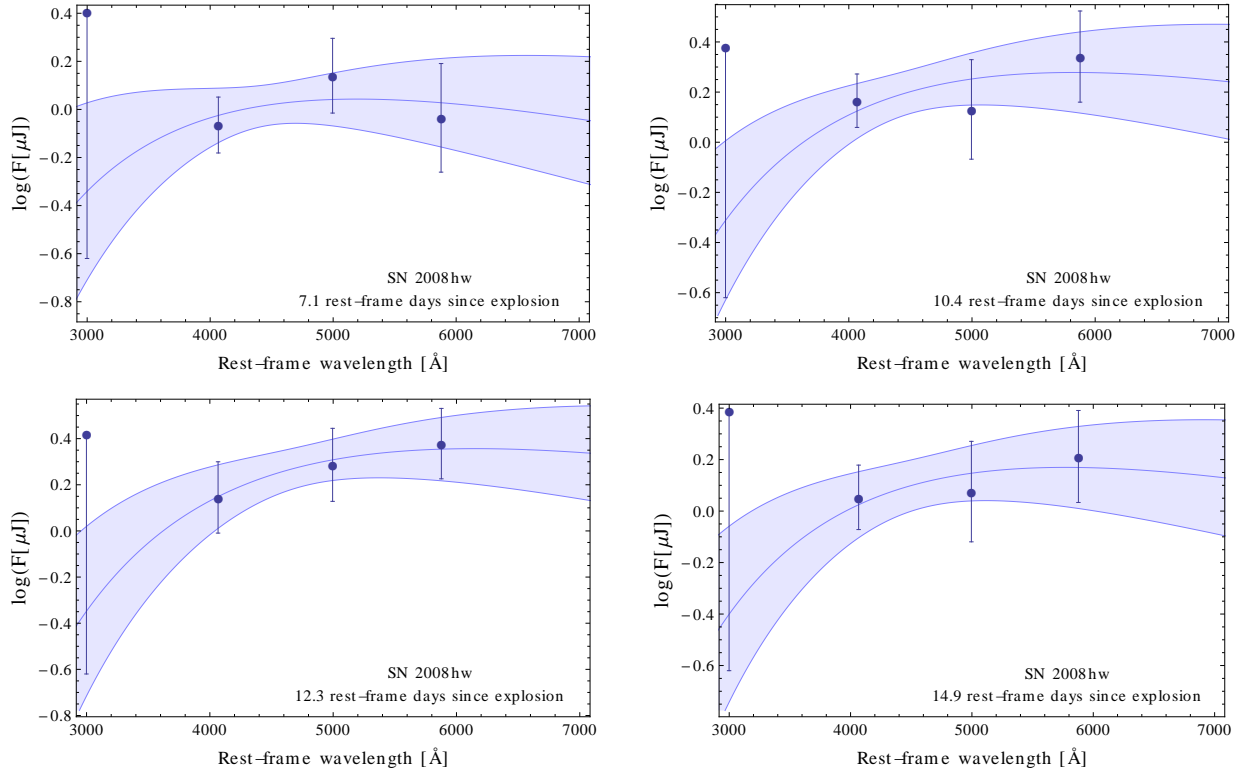 0.4
0.2
0.0
−0.2
−0.4
−0.6
−0.8
log(F[μJ])
SN 2008hw
7.1 rest−frame days since explosion
3000 4000 5000 6000 7000
Rest−frame wavelength [Å]
0.4
0.2
0.0
−0.2
−0.4
−0.6
log(F[μJ])
SN 2008hw
10.4 rest−frame days since explosion
3000 4000 5000 6000 7000
Rest−frame wavelength [Å]
0.4
0.2
0.0
−0.2
−0.4
−0.6
−0.8
log(F[μJ])
SN 2008hw
12.3 rest−frame days since explosion
3000 4000 5000 6000 7000
Rest−frame wavelength [Å]
0.4
0.2
0.0
−0.2
−0.4
−0.6
log(F[μJ])
SN 2008hw
14.9 rest−frame days since explosion
3000 4000 5000 6000 7000
Rest−frame wavelength [Å]